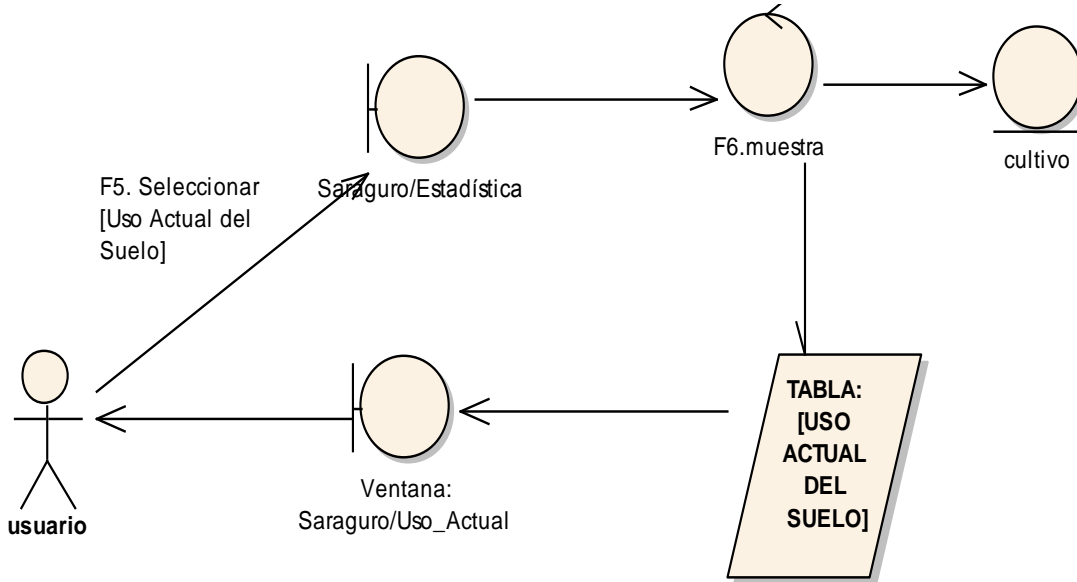 F6.muestra
cultivo
F5. Seleccionar
[Uso Actual del
Suelo]
Saraguro/Estadística
TABLA:
[USO
ACTUAL
DEL
SUELO]
Ventana:
Saraguro/Uso_Actual
usuario